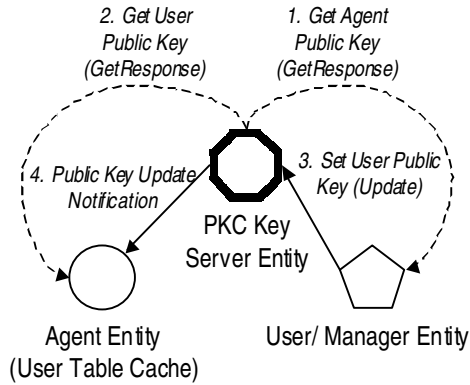 2. Get User
Public Key
(GetResponse)
1. Get Agent
Public Key
(GetResponse)
4. Public Key Update
Notification
3. Set User Public
Key (Update)
PKC Key
Server Entity
Agent Entity
(User Table Cache)
User/ Manager Entity